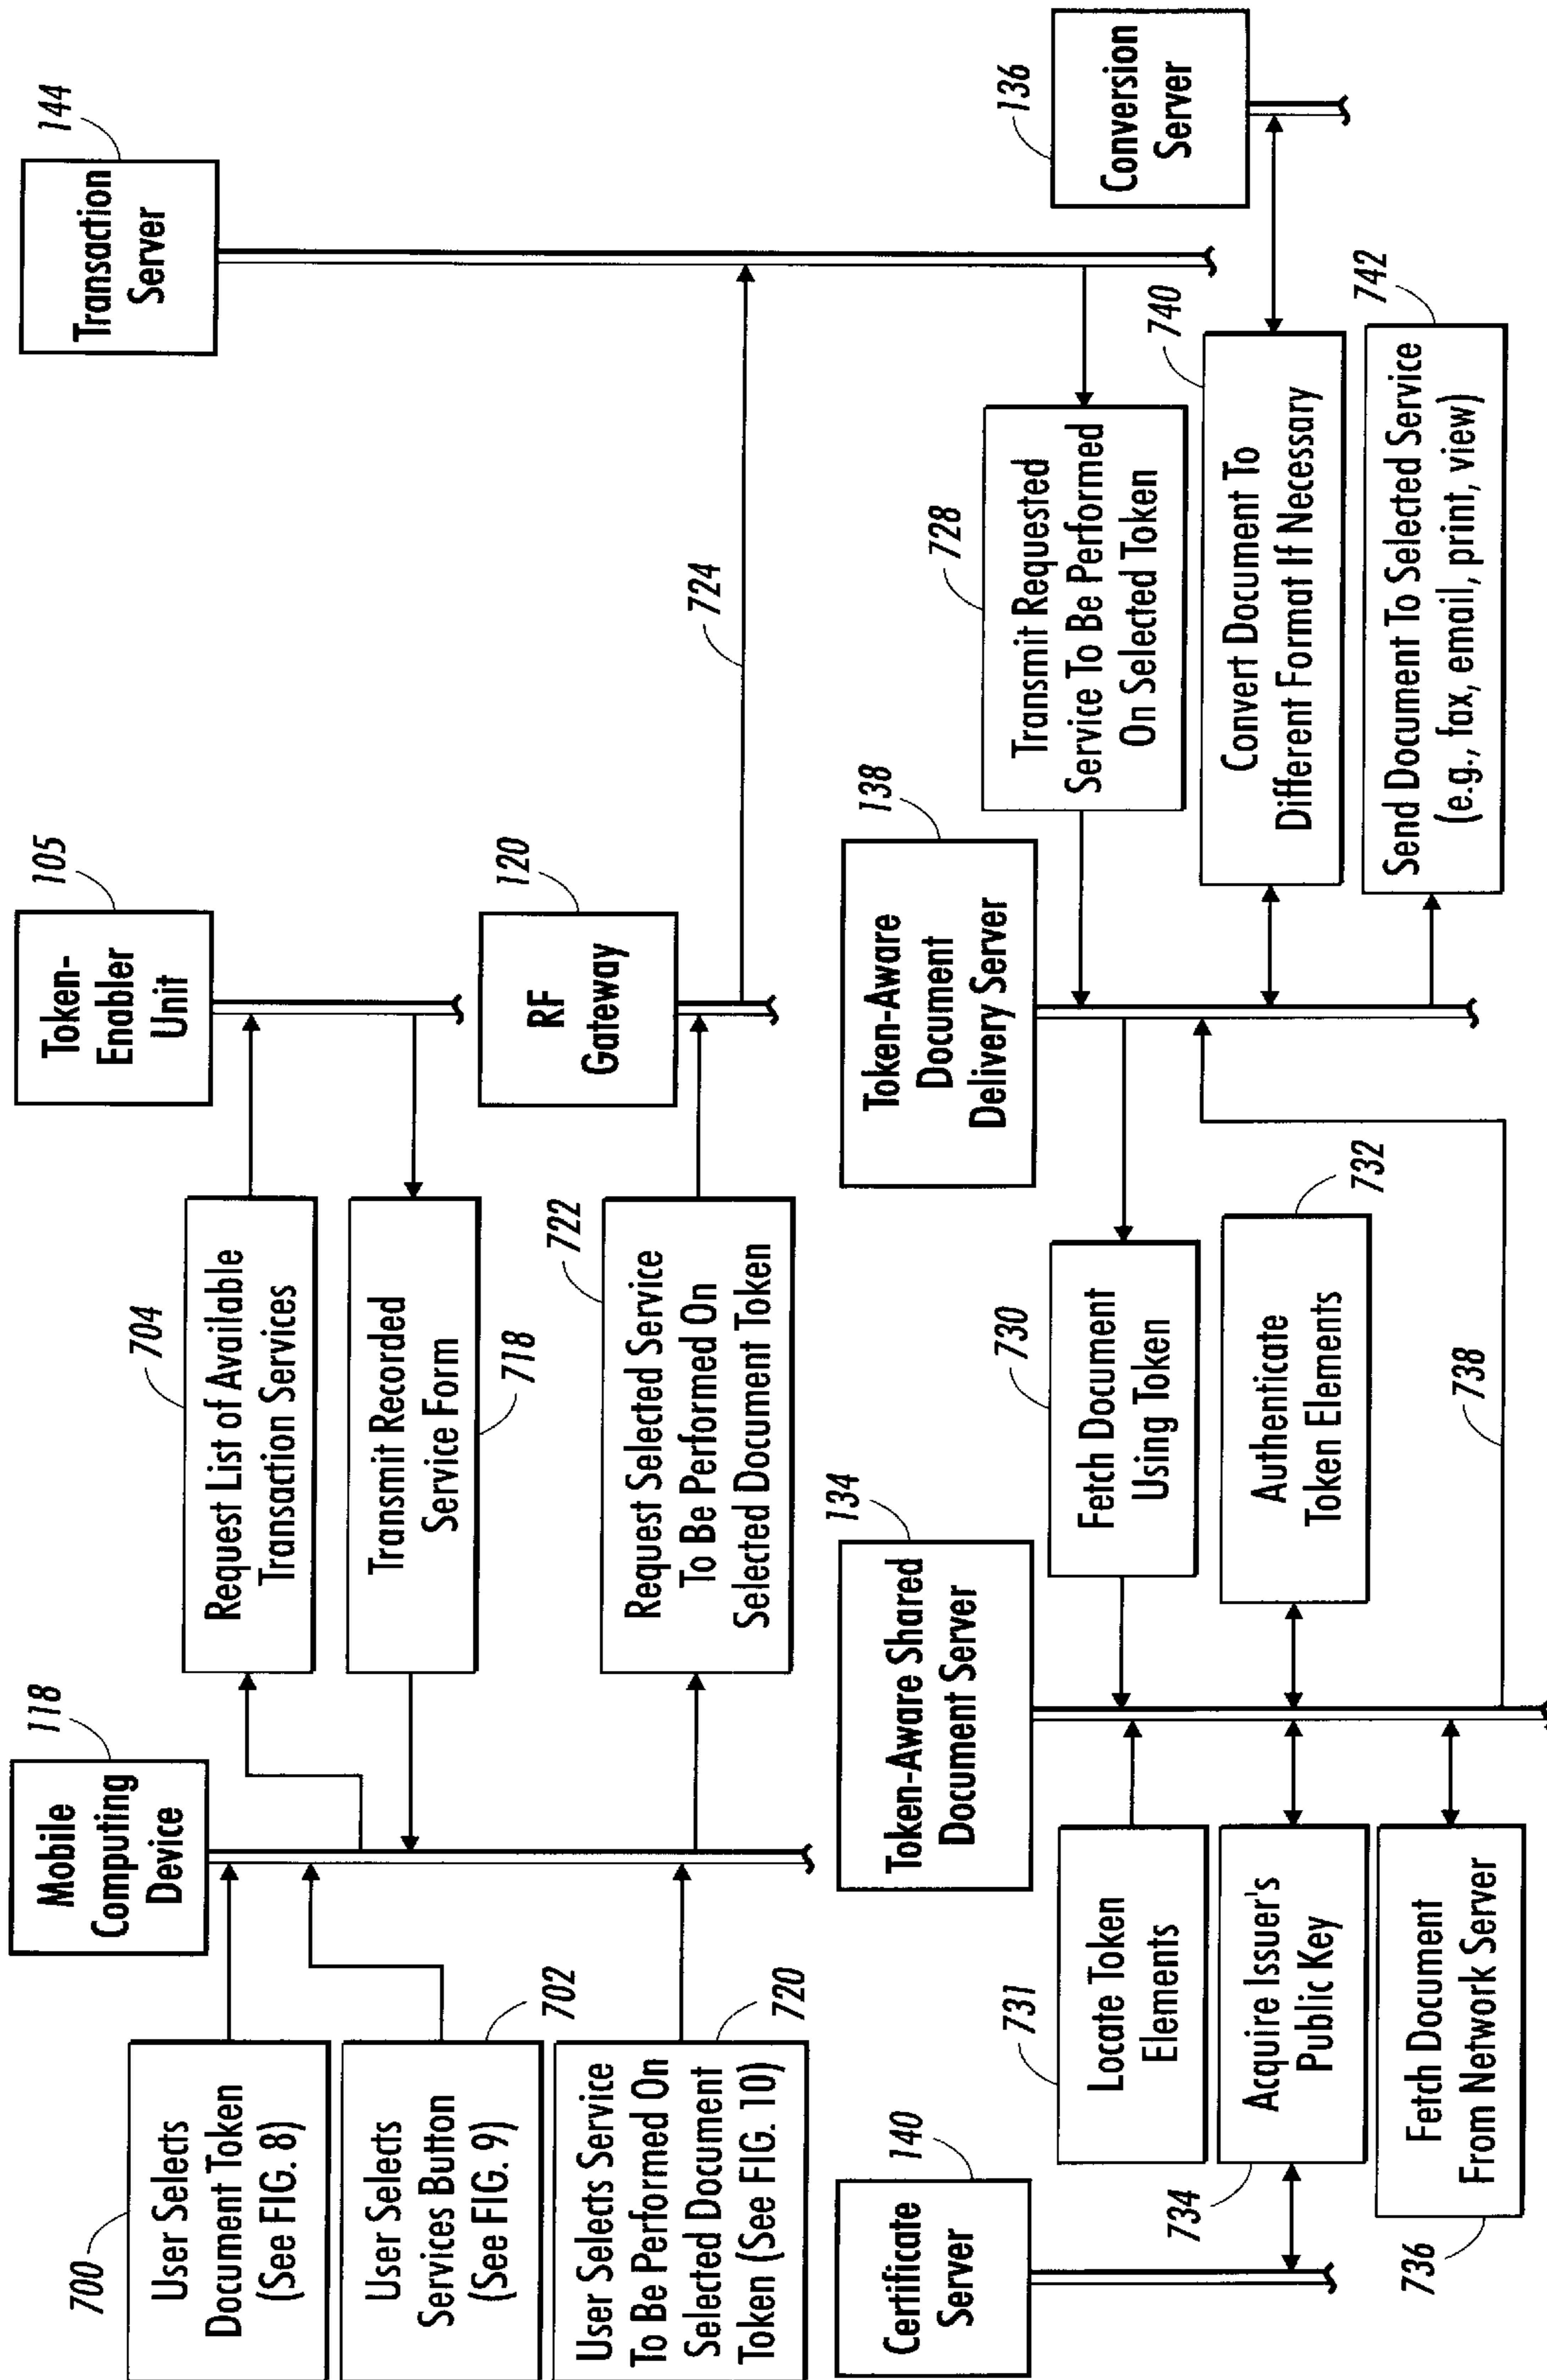 Mobile
Computing
Device
118
Token-
Enabler
Unit
105
Transaction
Server
144
700
User Selects
Document Token
(See FIG. 8)
704
Request List of Available
Transaction Services
User Selects
Services Button
(See FIG. 9)
702
Transmit Recorded
Service Form
718
RF
Gateway
120
User Selects Service
To Be Performed On
Selected Document
Token (See FIG. 10)
720
Request Selected Service
To Be Performed On
Selected Document Token
722
724
Certificate
Server
140
Token-Aware Shared
Document Server
134
Token-Aware
Document
Delivery Server
138
Transmit Requested
Service To Be Performed
On Selected Token
728
Conversion
Server
136
731
Locate Token
Elements
730
Fetch Document
Using Token
734
Acquire Issuer's
Public Key
Authenticate
Token Elements
732
Convert Document To
Different Format If Necessary
740
Fetch Document
From Network Server
736
738
Send Document To Selected Service
(e.g., fax, email, print, view)
742